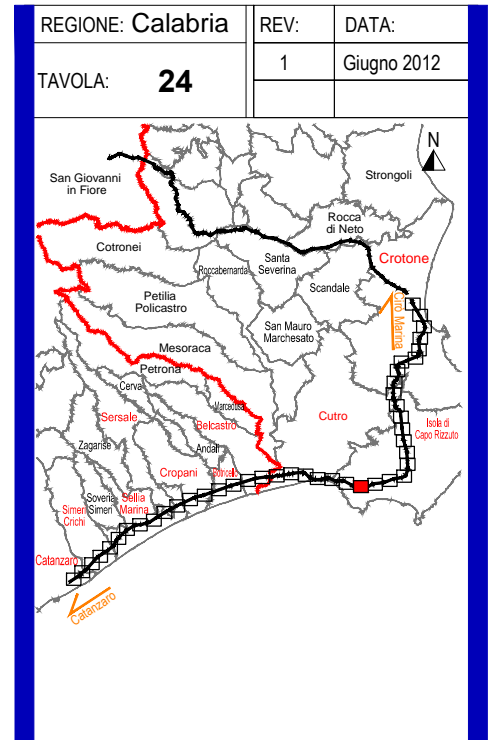 REGIONE: Calabria
REV:
DATA:
TAVOLA: 24
1
Giugno 2012
N
San Giovanni
in Fiore
Strongoli
Rocca
di Neto
Cotronei
Santa
Severina
Crotone
Roccabernarda
Scandale
Petilia
Policastro
Cirò Marina
San Mauro
Marchesato
Mesoraca
Petrona
Cerva
Marcedusa
Sersale
Belcastro
Cutro
Isola di
Capo Rizzuto
Andali
Zagarise
Cropani
Botricello
Soveria
Simeri
Sellia
Marina
Simeri
Crichi
Catanzaro
Catanzaro